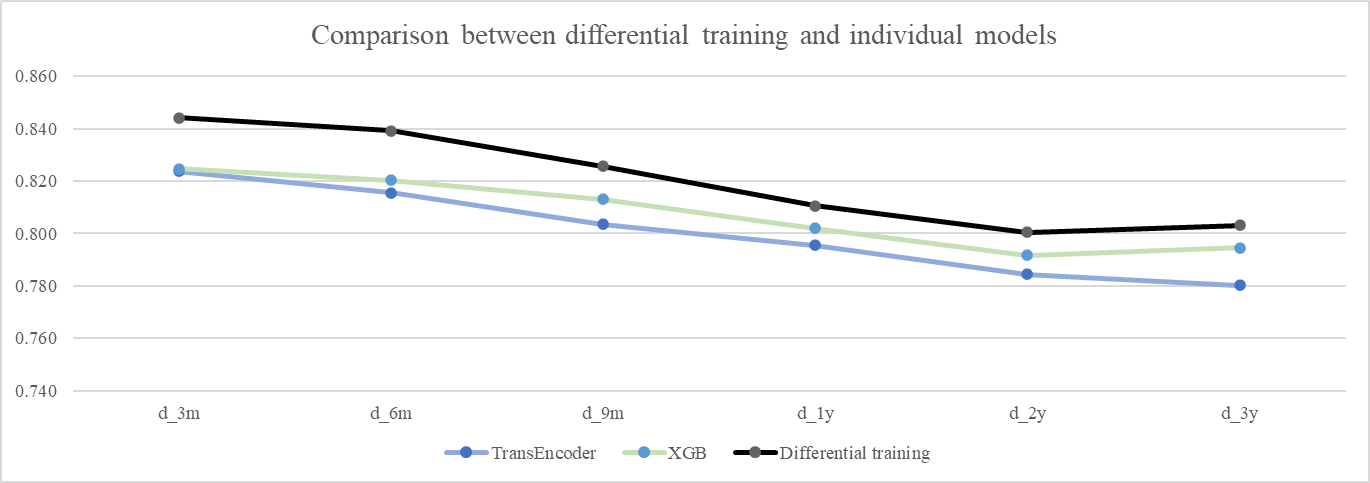 Comparison between differential training and individual models
0.860
0.840
0.820
0.800
0.780
0.760
0.740
d_3m d_6m d_9m d_1y d_2y d_3y
TransEncoder XGB Differential training